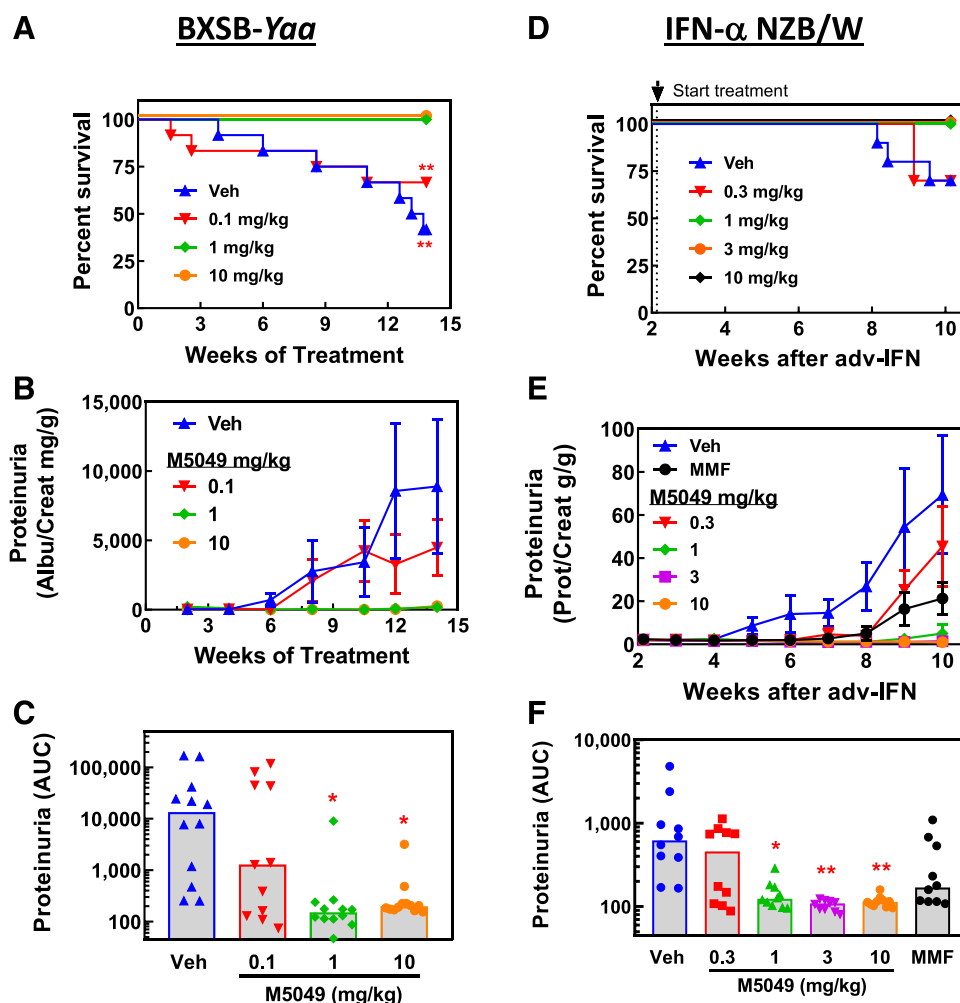 A
BXSB-Yaa
Percent survival
100
75
50
25
0
**
**
Veh
0.1 mg/kg
1 mg/kg
10 mg/kg
0 3 6 9 12 15
Weeks of Treatment
B
Proteinuria
(Albu/Creat mg/g)
15,000
10,000
5,000
0
Veh
M5049 mg/kg
0.1
1
10
0 3 6 9 12 15
Weeks of Treatment
C
Proteinuria (AUC)
100,000
10,000
1,000
100
*
*
Veh 0.1 1 10
M5049 (mg/kg)
D
IFN-α NZB/W
Start treatment
Percent survival
100
75
50
25
0
Veh
0.3 mg/kg
1 mg/kg
3 mg/kg
10 mg/kg
2 4 6 8 10
Weeks after adv-IFN
E
Proteinuria
(Prot/Creat g/g)
100
80
60
40
20
0
Veh
MMF
M5049 mg/kg
0.3
1
3
10
2 4 6 8 10
Weeks after adv-IFN
F
Proteinuria (AUC)
10,000
1,000
100
*
**
**
Veh 0.3 1 3 10 MMF
M5049 (mg/kg)